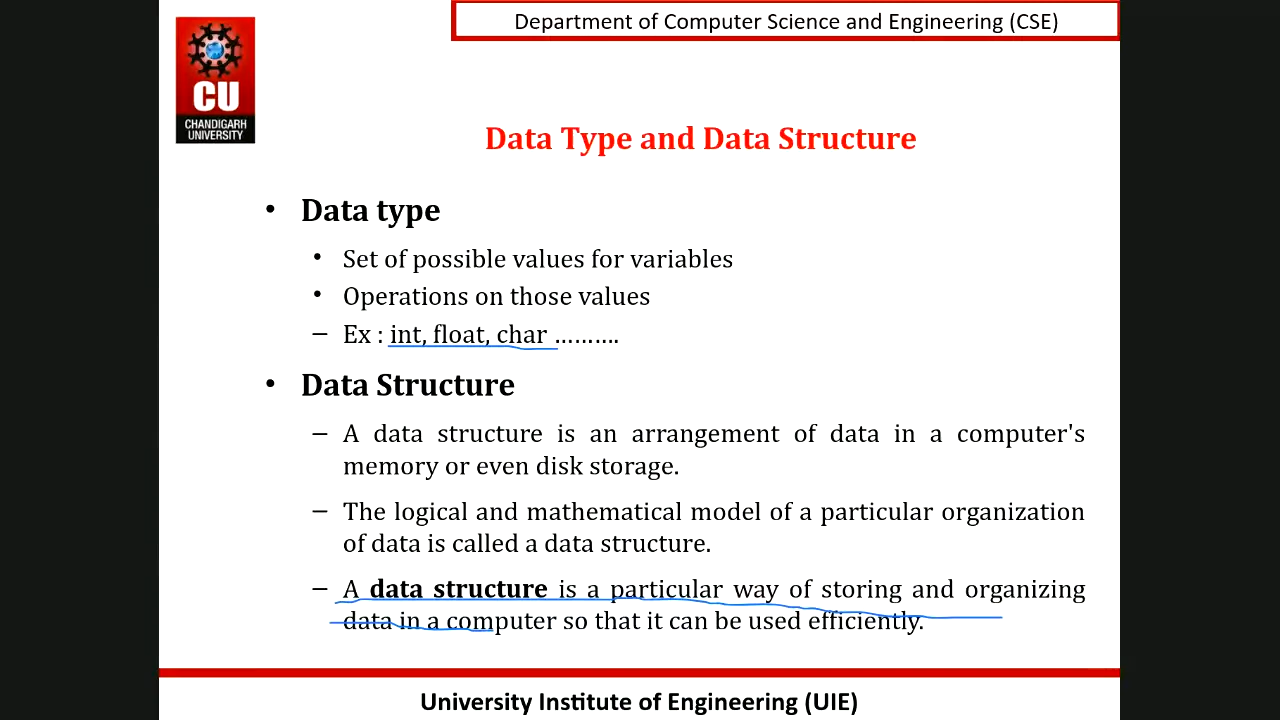 Department of Computer Science and Engineering (CSE)
CU
CHANDIGARH
UNIVERSITY
Data Type and Data Structure
• Data type
• Set of possible values for variables
• Operations on those values
– Ex : int, float, char ……….
• Data Structure
– A data structure is an arrangement of data in a computer's
memory or even disk storage.
– The logical and mathematical model of a particular organization
of data is called a data structure.
– A data structure is a particular way of storing and organizing
data in a computer so that it can be used efficiently.
University Institute of Engineering (UIE)